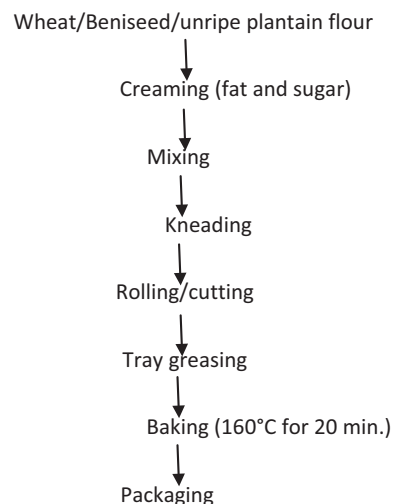 Wheat/Beniseed/unripe plantain flour
Creaming (fat and sugar)
Mixing
Kneading
Rolling/cutting
Tray greasing
Baking (160°C for 20 min.)
Packaging